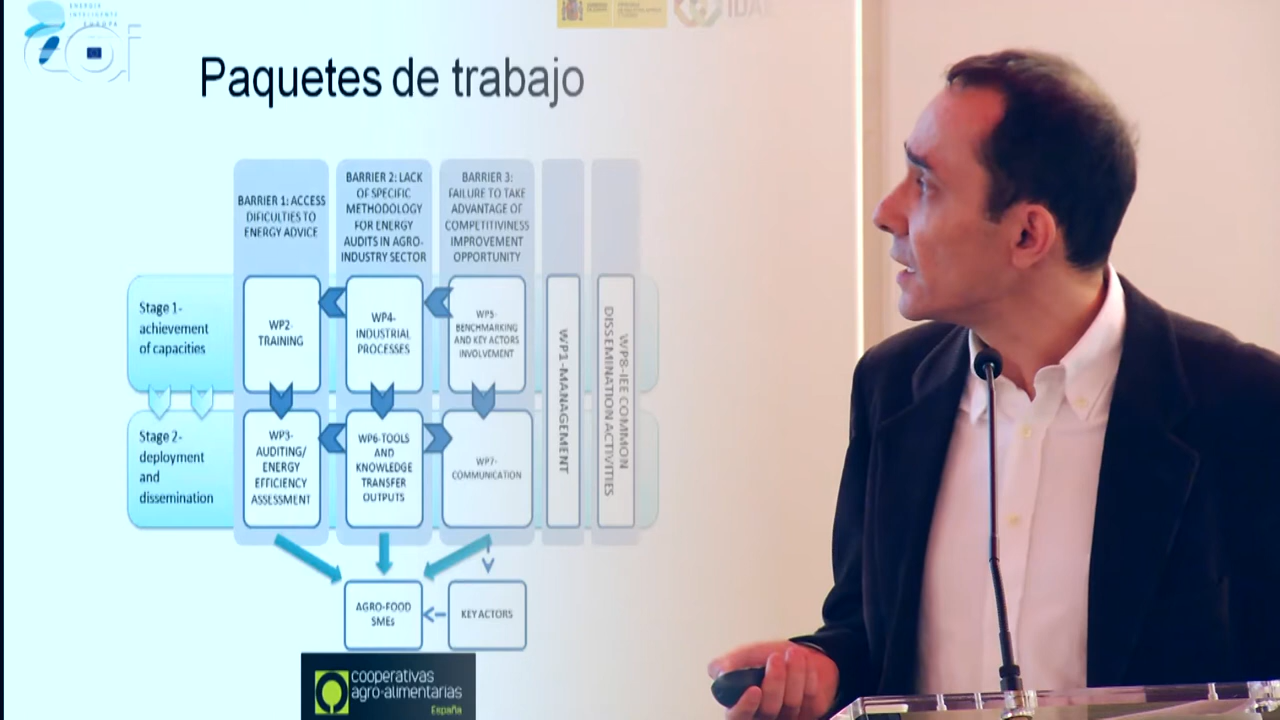 ENERGÍA
INTELIGENTE
EUROPA
IDAE
Paquetes de trabajo
BARRIER 1: ACCESS
DIFICULTIES TO
ENERGY ADVICE
BARRIER 2: LACK
OF SPECIFIC
METHODOLOGY
FOR ENERGY
AUDITS IN AGRO-
INDUSTRY SECTOR
BARRIER 3:
FAILURE TO TAKE
ADVANTAGE OF
COMPETITIVINESS
IMPROVEMENT
OPPORTUNITY
Stage 1-
achievement
of capacities
WP2-
TRAINING
WP4-
INDUSTRIAL
PROCESSES
WP5-
BENCHMARKING
AND KEY ACTORS
INVOLVEMENT
WP1-MANAGEMENT
WP8-IEE COMMON
DISSEMINATION ACTIVITIES
Stage 2-
deployment
and
dissemination
WP3-
AUDITING/
ENERGY
EFFICIENCY
ASSESSMENT
WP6-TOOLS
AND
KNOWLEDGE
TRANSFER
OUTPUTS
WP7-
COMMUNICATION
AGRO-FOOD
SMEs
KEY ACTORS
cooperativas
agro-alimentarias
España